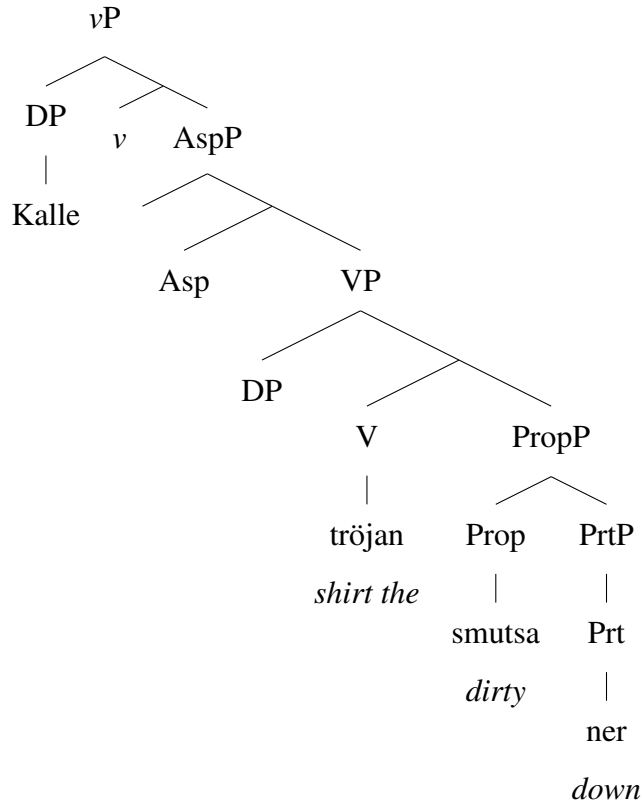 vP
DP v AspP
Kalle
Asp VP
DP
V PropP
tröjan Prop PrtP
shirt the
smutsa Prt
dirty
ner
down